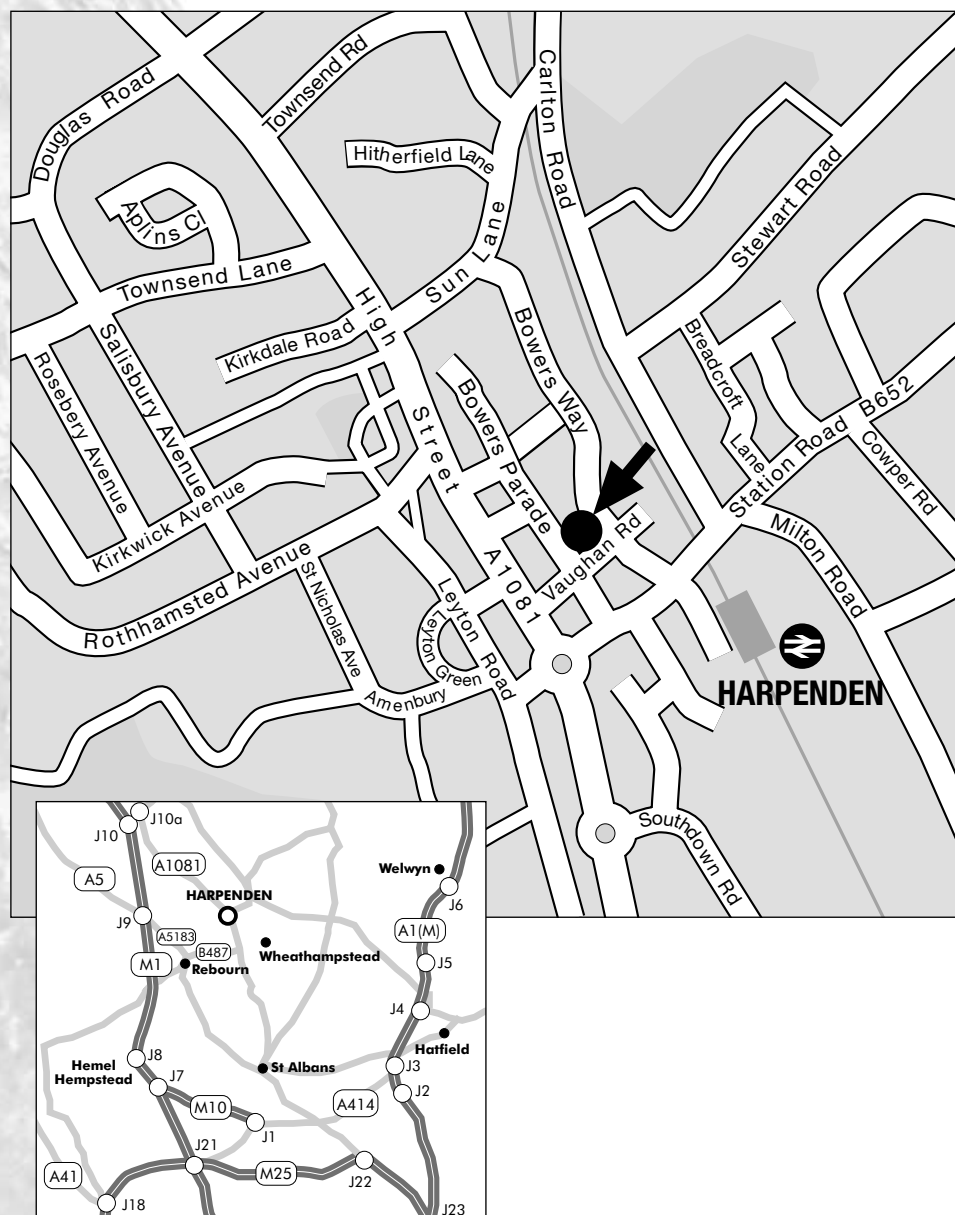 Douglas Road
Townsend Rd
Carlton Road
Hitherfield Lane
Stewart Road
Aplins Cl
Townsend Lane
Sun Lane
High Street A1081
Kirkdale Road
Bowers Way
Breadcroft Lane
Rosebery Avenue
Salisbury Avenue
Bowers Parade
Station Road B652
Cowper Rd
Kirkwick Avenue
Rothhamsted Avenue
Vaughan Rd
Milton Road
St Nicholas Ave
Leyton Road
Leyton Green
Amenbury
HARPENDEN
Southdown Rd
J10a
J10
A1081
A5
Welwyn
J6
HARPENDEN
J9
A5183
B487
A1(M)
Wheathampstead
M1
Rebourn
J5
J4
Hatfield
J8
Hemel
Hempstead
J7
St Albans
J3
J2
M10
A414
J1
J21
M25
J22
A41
J18
J23